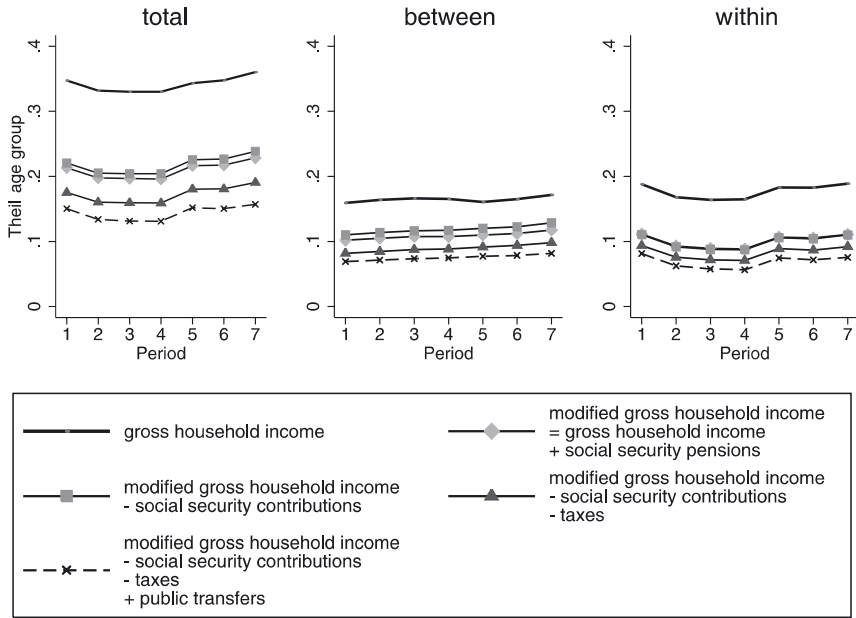 total
between
within
Theil age group
0 .1 .2 .3 .4
1 2 3 4 5 6 7
Period
0 .1 .2 .3 .4
1 2 3 4 5 6 7
Period
0 .1 .2 .3 .4
1 2 3 4 5 6 7
Period
gross household income
modified gross household income
= gross household income
+ social security pensions
modified gross household income
- social security contributions
modified gross household income
- social security contributions
- taxes
modified gross household income
- social security contributions
- taxes
+ public transfers